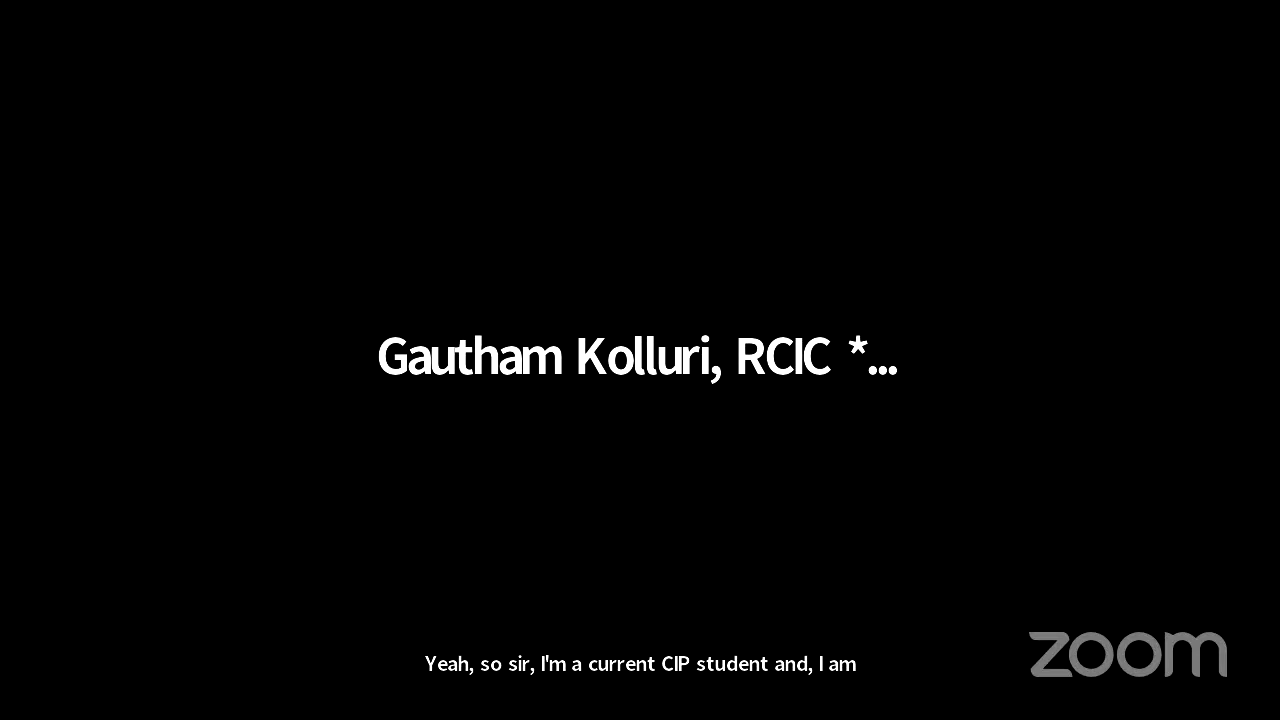 Gautham Kolluri, RCIC *...
Yeah, so sir, I'm a current CIP student and, I am
zoom